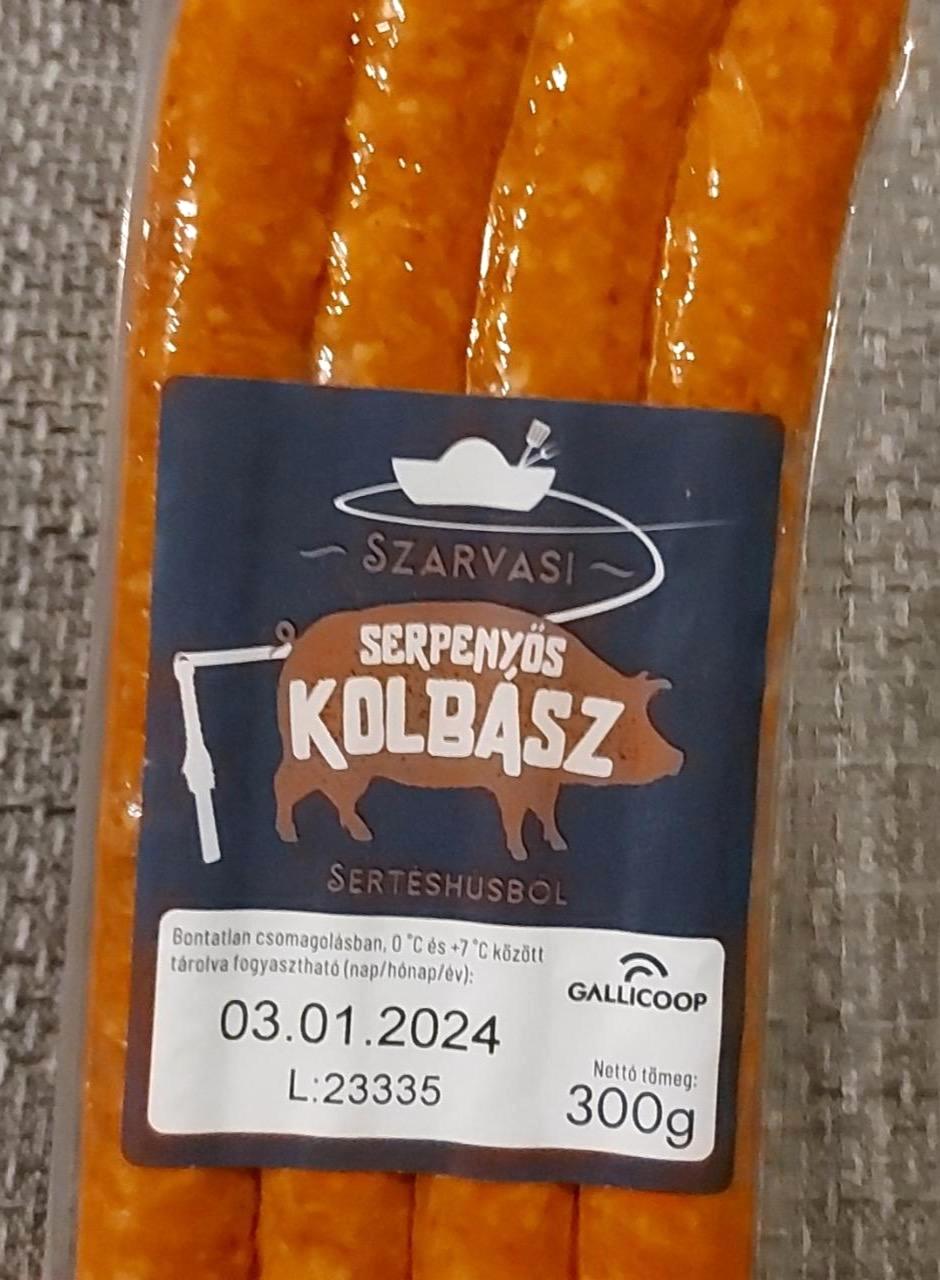 SZARVASI
SERPENYŐS
KOLBÁSZ
SERTÉSHÚSBÓL
Bontatlan csomagolásban, 0 °C és +7 °C között
tárolva fogyasztható (nap/hónap/év):
03.01.2024
L:23335
GALLICOOP
Nettó tömeg:
300g